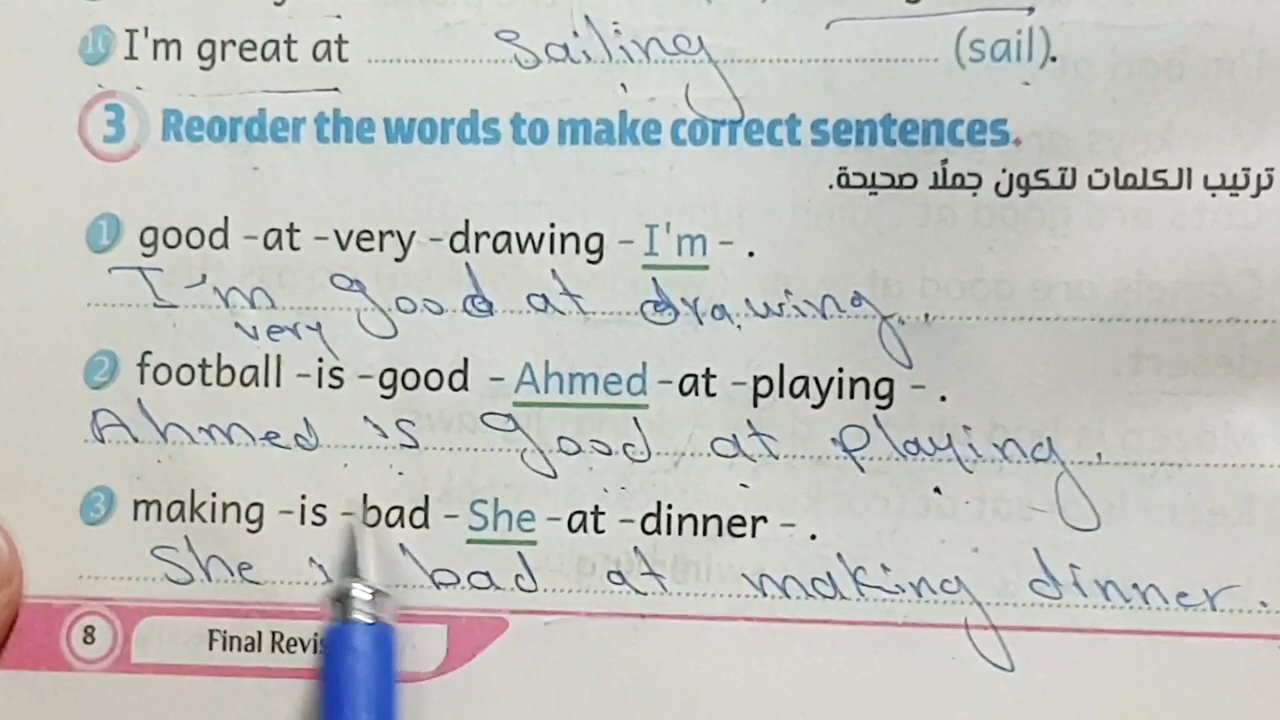 10 I'm great at sailing (sail).
3 Reorder the words to make correct sentences.
ترتيب الكلمات لتكون جملًا صحيحة.
1 good -at -very -drawing - I'm - .
I'm good at drawing.
very
2 football -is -good - Ahmed -at -playing - .
Ahmed is good at playing.
3 making -is -bad - She -at -dinner - .
She is bad at making dinner.
8 Final Revis